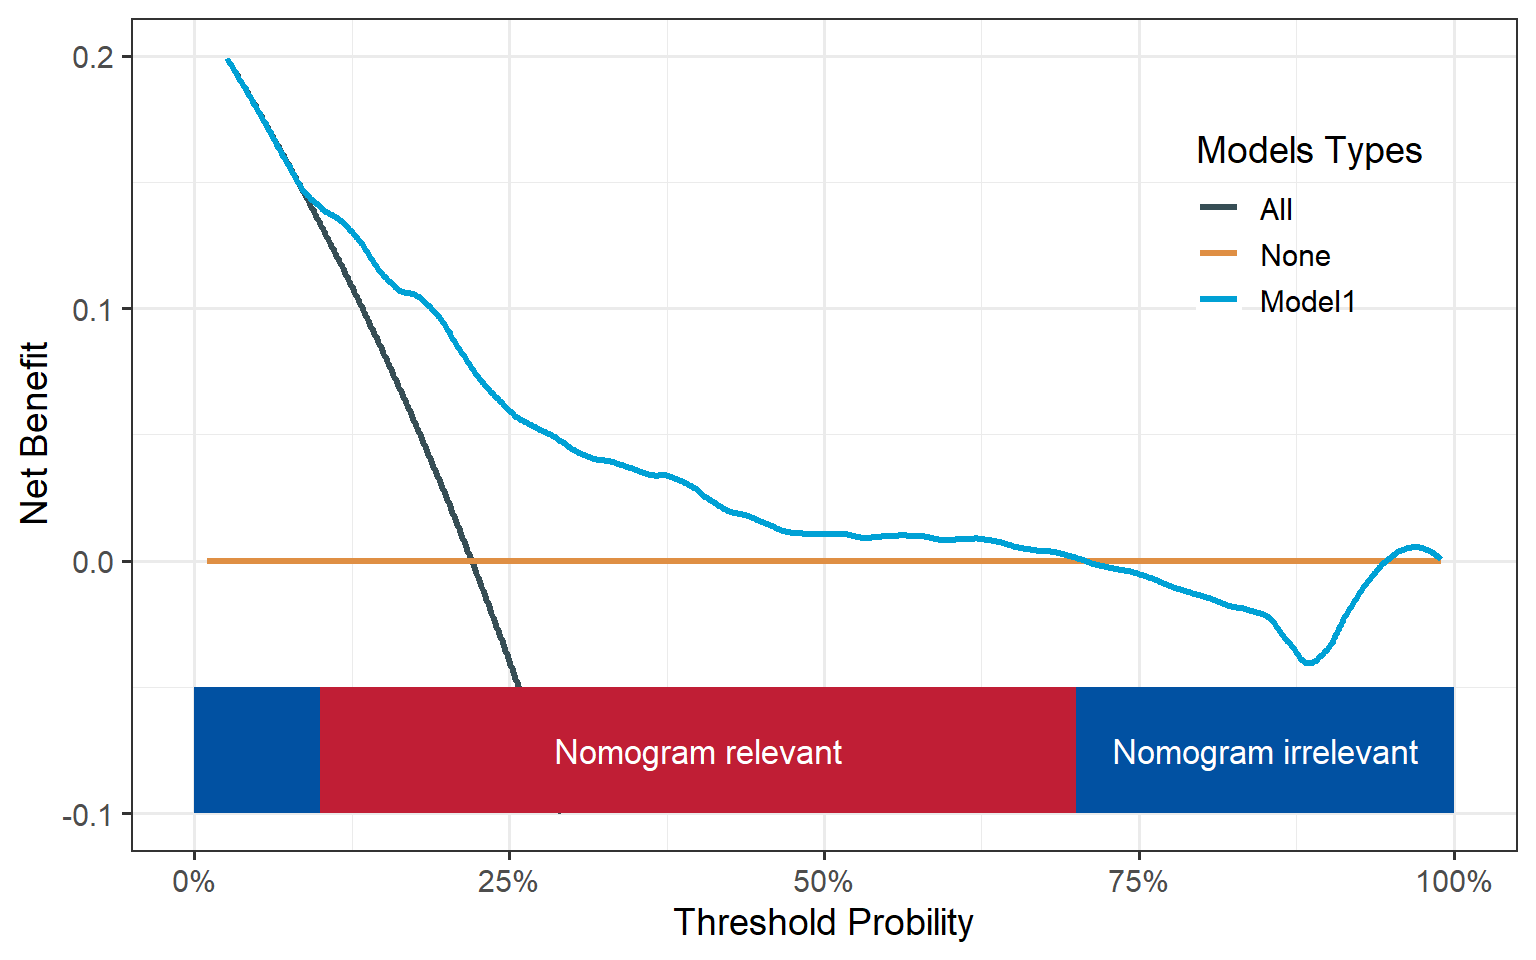 0.2
0.1
0.0
-0.1
Net Benefit
Models Types
All
None
Model1
Nomogram relevant
Nomogram irrelevant
0%
25%
50%
75%
100%
Threshold Probility